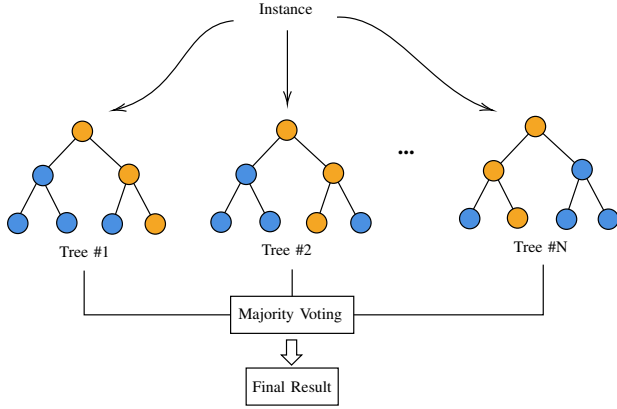 Instance
...
Tree #1
Tree #2
Tree #N
Majority Voting
Final Result